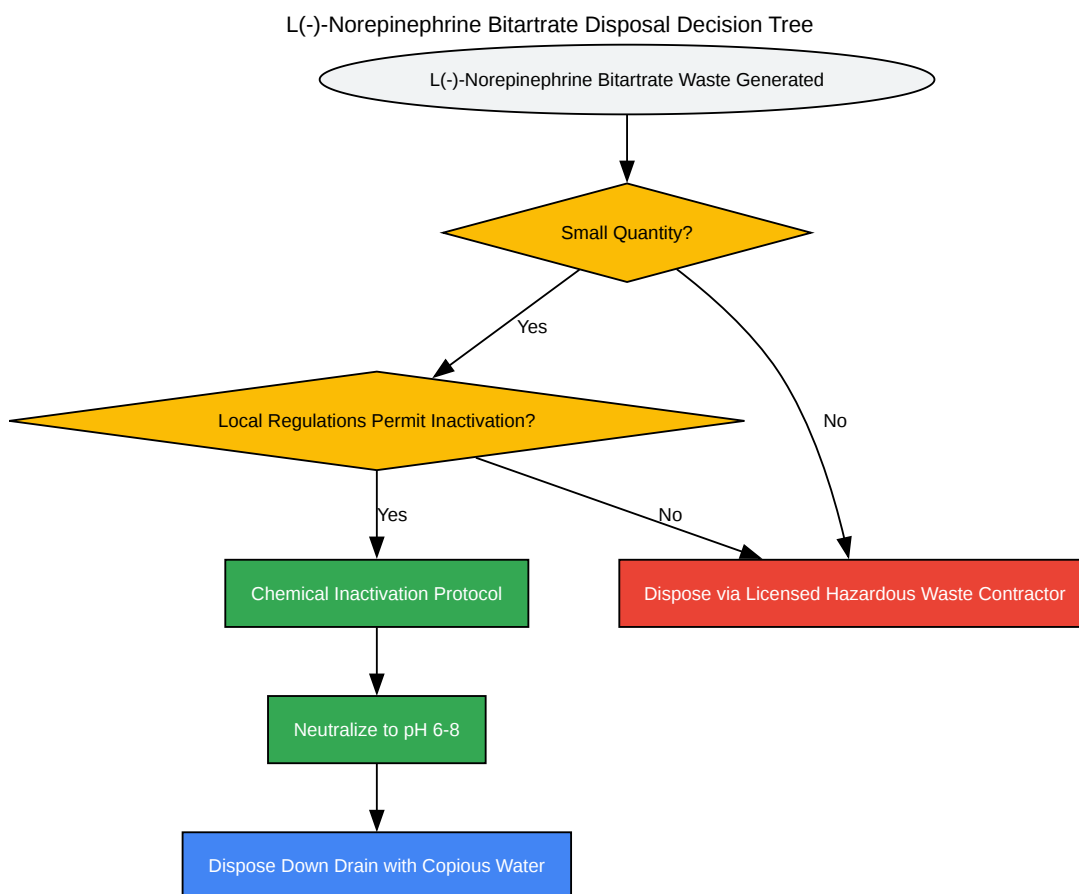 L(-)-Norepinephrine Bitartrate Disposal Decision Tree
L(-)-Norepinephrine Bitartrate Waste Generated
Small Quantity?
Yes
Local Regulations Permit Inactivation?
No
Yes
No
Chemical Inactivation Protocol
Dispose via Licensed Hazardous Waste Contractor
Neutralize to pH 6-8
Dispose Down Drain with Copious Water